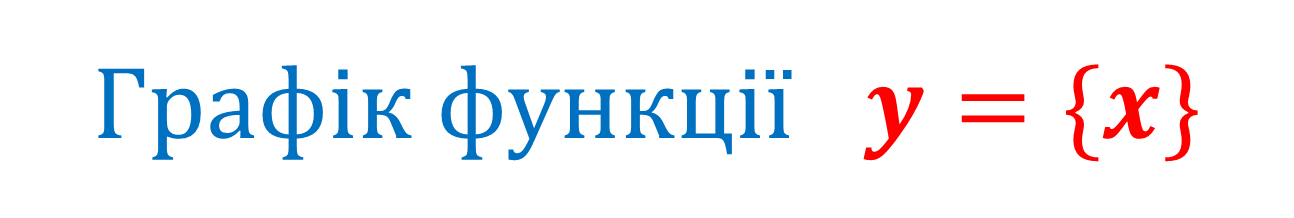 Графік функції y = {x}